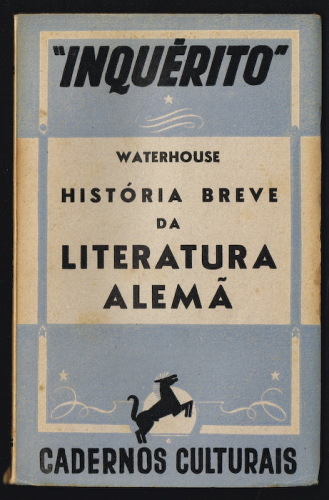 "INQUÉRITO"
WATERHOUSE
HISTÓRIA BREVE
DA
LITERATURA
ALEMÃ
CADERNOS CULTURAIS